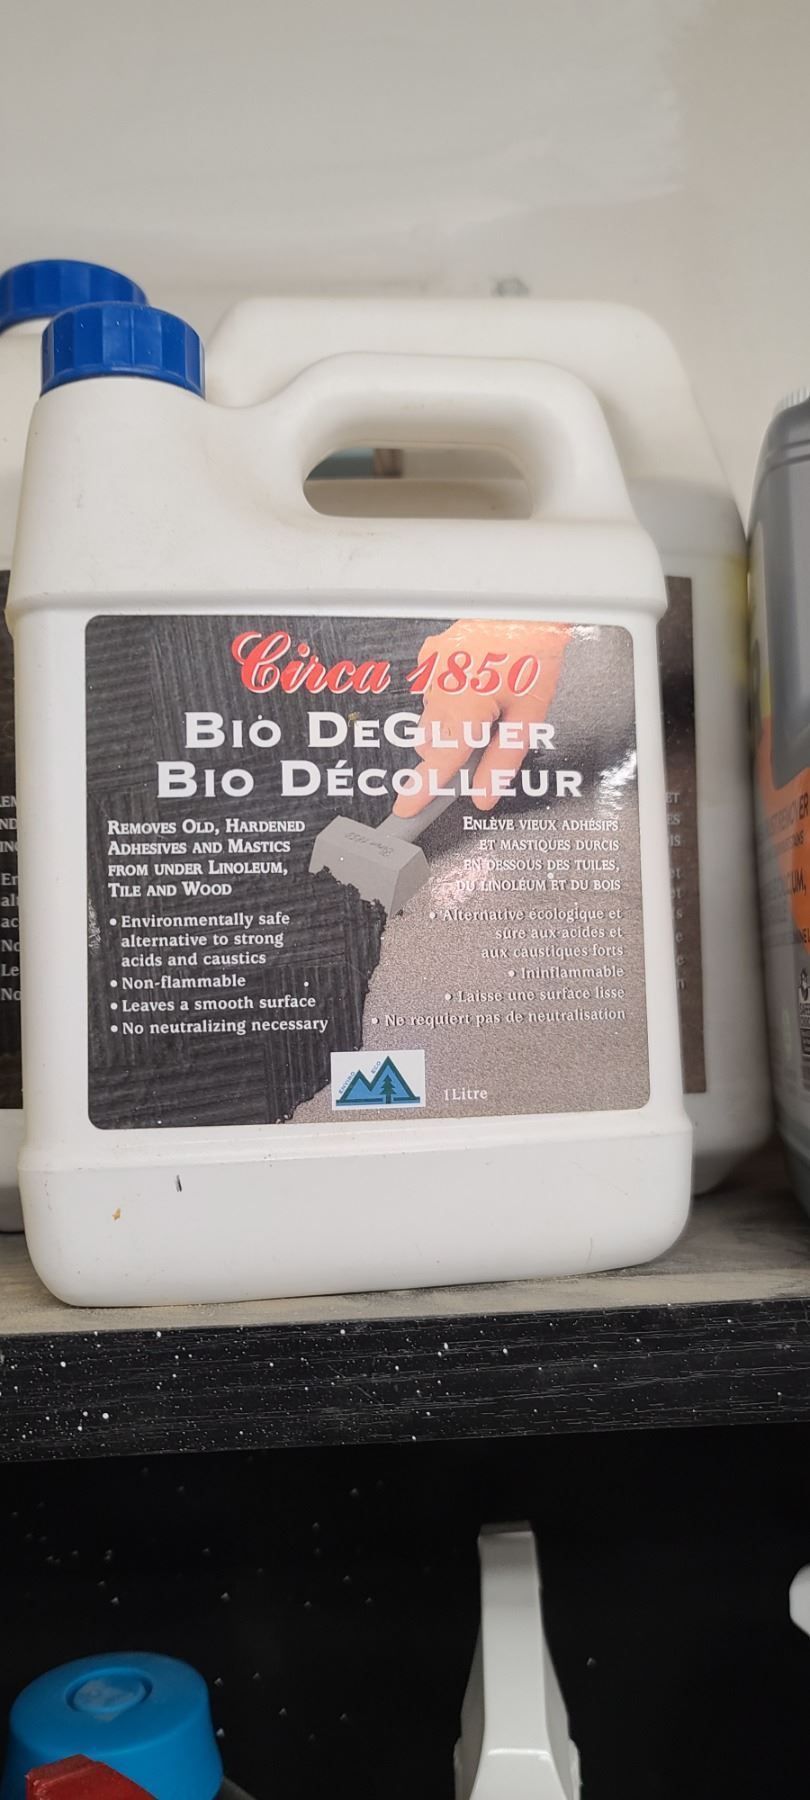 Circa 1850
BIO DEGLUER
BIO DÉCOLLEUR
REMOVES OLD, HARDENED
ADHESIVES AND MASTICS
FROM UNDER LINOLEUM,
TILE AND WOOD
• Environmentally safe
alternative to strong
acids and caustics
• Non-flammable
• Leaves a smooth surface
• No neutralizing necessary
ENLÈVE VIEUX ADHÉSIFS
ET MASTIQUES DURCIS
EN DESSOUS DES TUILES,
DU LINOLÉUM ET DU BOIS
• Alternative écologique et
sûre aux acides et
aux caustiques forts
• Ininflammable
• Laisse une surface lisse
• Ne requiert pas de neutralisation
ENVIRO ECO
1 Litre